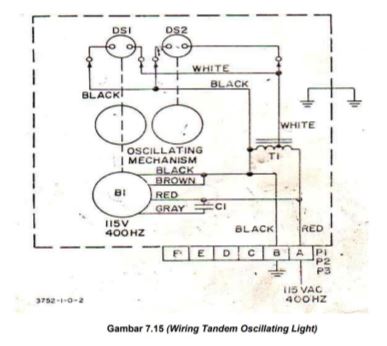 DS1 DS2
WHITE
BLACK
BLACK
WHITE
T1
OSCILLATING
MECHANISM
BLACK
BROWN
B1
RED
GRAY
C1
115V
400HZ
BLACK
RED
F E D C B A P1
P2
P3
115 VAC
400HZ
3752-1-0-2
Gambar 7.15 (Wiring Tandem Oscillating Light)